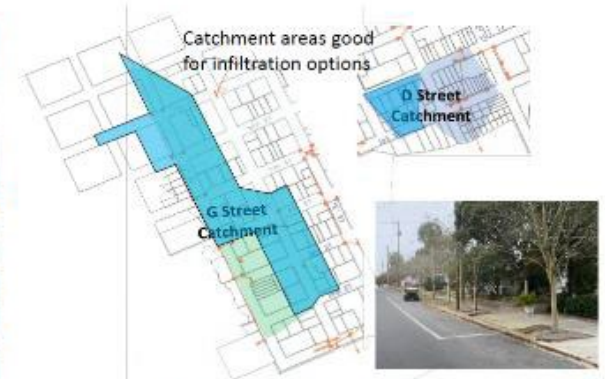 Catchment areas good
for infiltration options
D Street
Catchment
G Street
Catchment